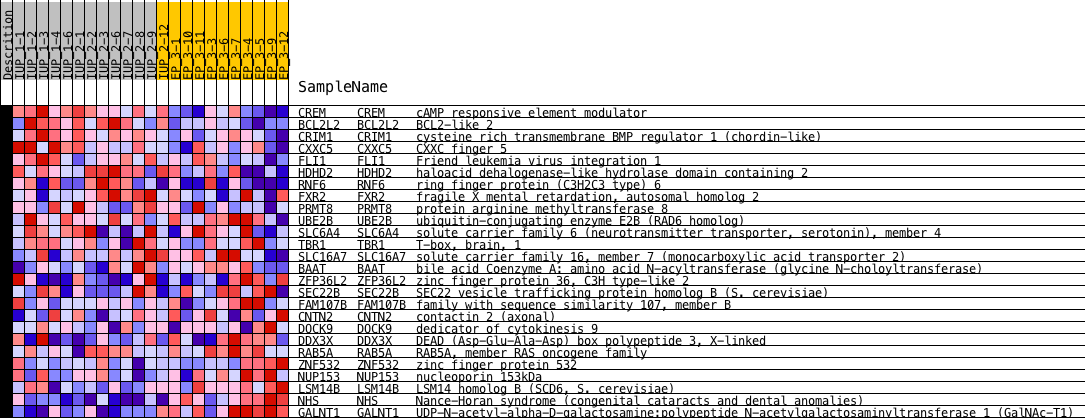 Descrition
IUP_1-1
IUP_1-2
IUP_1-3
IUP_1-4
IUP_1-6
IUP_2-1
IUP_2-2
IUP_2-3
IUP_2-6
IUP_2-7
IUP_2-8
IUP_2-9
IUP_2-12
EP_3-1
EP_3-10
EP_3-11
EP_3-3
EP_3-6
EP_3-7
EP_3-4
EP_3-5
EP_3-9
EP_3-12
SampleName
CREM CREM cAMP responsive element modulator
BCL2L2 BCL2L2 BCL2-like 2
CRIM1 CRIM1 cysteine rich transmembrane BMP regulator 1 (chordin-like)
CXXC5 CXXC5 CXXC finger 5
FLI1 FLI1 Friend leukemia virus integration 1
HDHD2 HDHD2 haloacid dehalogenase-like hydrolase domain containing 2
RNF6 RNF6 ring finger protein (C3H2C3 type) 6
FXR2 FXR2 fragile X mental retardation, autosomal homolog 2
PRMT8 PRMT8 protein arginine methyltransferase 8
UBE2B UBE2B ubiquitin-conjugating enzyme E2B (RAD6 homolog)
SLC6A4 SLC6A4 solute carrier family 6 (neurotransmitter transporter, serotonin), member 4
TBR1 TBR1 T-box, brain, 1
SLC16A7 SLC16A7 solute carrier family 16, member 7 (monocarboxylic acid transporter 2)
BAAT BAAT bile acid Coenzyme A: amino acid N-acyltransferase (glycine N-choloyltransferase)
ZFP36L2 ZFP36L2 zinc finger protein 36, C3H type-like 2
SEC22B SEC22B SEC22 vesicle trafficking protein homolog B (S. cerevisiae)
FAM107B FAM107B family with sequence similarity 107, member B
CNTN2 CNTN2 contactin 2 (axonal)
DOCK9 DOCK9 dedicator of cytokinesis 9
DDX3X DDX3X DEAD (Asp-Glu-Ala-Asp) box polypeptide 3, X-linked
RAB5A RAB5A RAB5A, member RAS oncogene family
ZNF532 ZNF532 zinc finger protein 532
NUP153 NUP153 nucleoporin 153kDa
LSM14B LSM14B LSM14 homolog B (SCD6, S. cerevisiae)
NHS NHS Nance-Horan syndrome (congenital cataracts and dental anomalies)
GALNT1 GALNT1 UDP-N-acetyl-alpha-D-galactosamine:polypeptide N-acetylgalactosaminyltransferase 1 (GalNAc-T1)